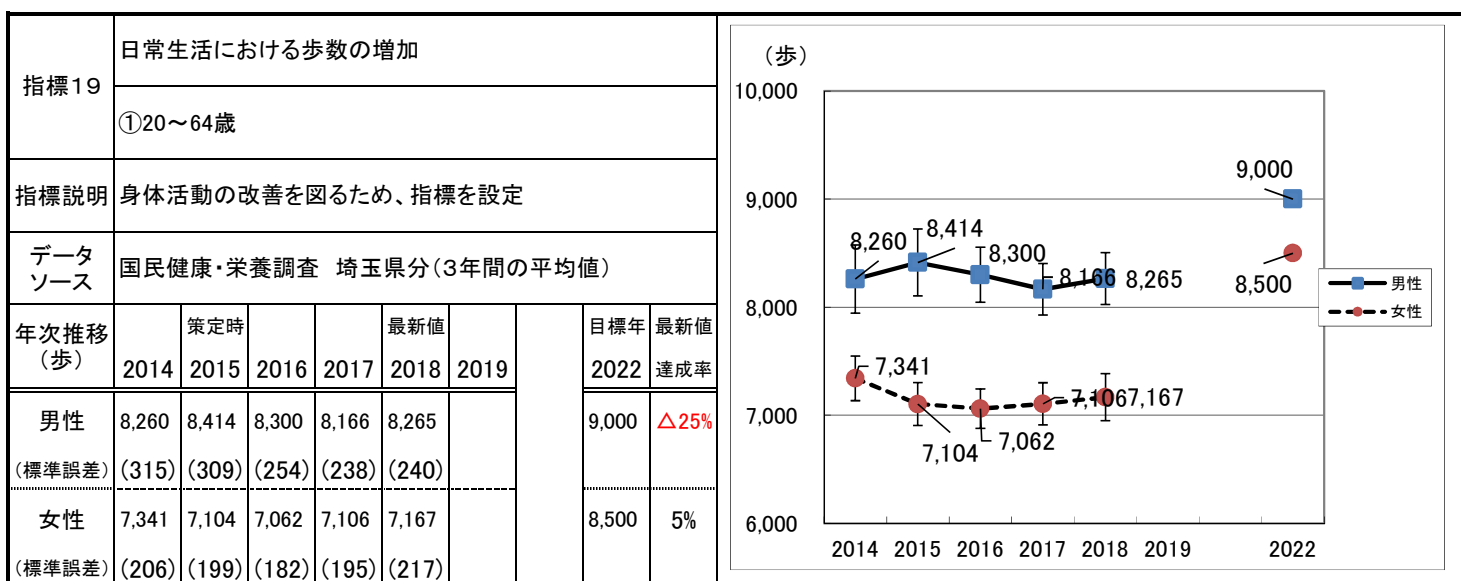 指標19
日常生活における歩数の増加
①20～64歳
指標説明
身体活動の改善を図るため、指標を設定
データ
ソース
国民健康・栄養調査　埼玉県分(3年間の平均値)
年次推移
(歩)
策定時
最新値
目標年
最新値
2014
2015
2016
2017
2018
2019
2022
達成率
男性
8,260
8,414
8,300
8,166
8,265
9,000
△25%
(標準誤差)
(315)
(309)
(254)
(238)
(240)
女性
7,341
7,104
7,062
7,106
7,167
8,500
5%
(標準誤差)
(206)
(199)
(182)
(195)
(217)
(歩)
10,000
9,000
8,000
7,000
6,000
8,260
8,414
8,300
8,166
8,265
9,000
8,500
7,341
7,104
7,062
7,106
7,167
男性
女性
2014
2015
2016
2017
2018
2019
2022